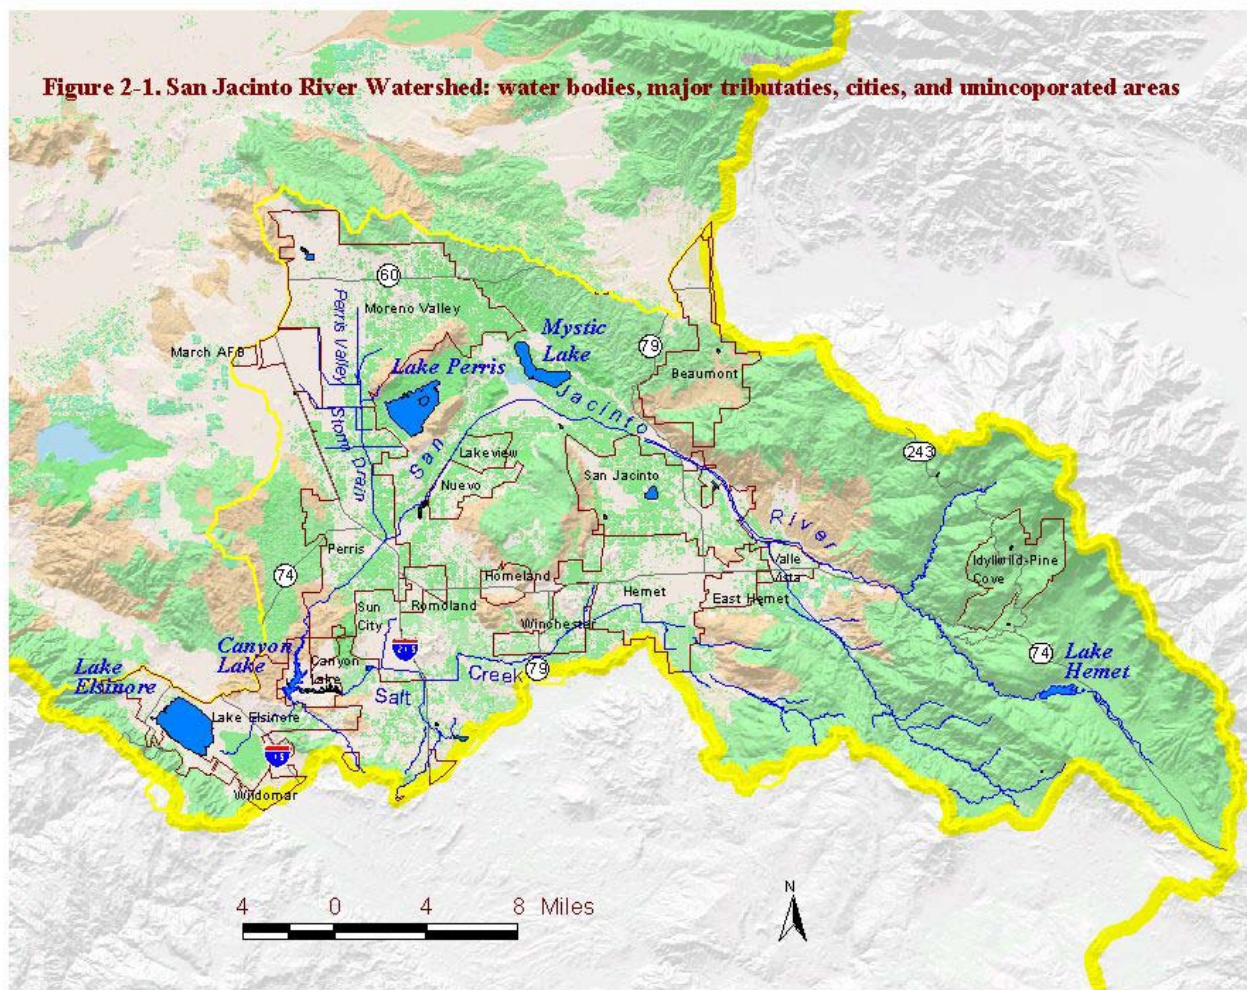 Figure 2-1. San Jacinto River Watershed: water bodies, major tributaties, cities, and unincoporated areas
60
Perris Valley Storm Drain
Moreno Valley
Mystic
Lake
79
March AFB
Lake Perris
Beaumont
San Jacinto River
243
Lakeview
San Jacinto
Nuevo
Perris
Valle
Vista
Idyllwild-Pine
Cove
74
Homeland
Hemet
East Hemet
Sun
City
Romoland
Winchester
215
Canyon
Lake
Canyon
Lake
79
74
Lake
Hemet
Lake
Elsinore
Salt Creek
Lake Elsinore
15
Wildomar
4 0 4 8 Miles
N